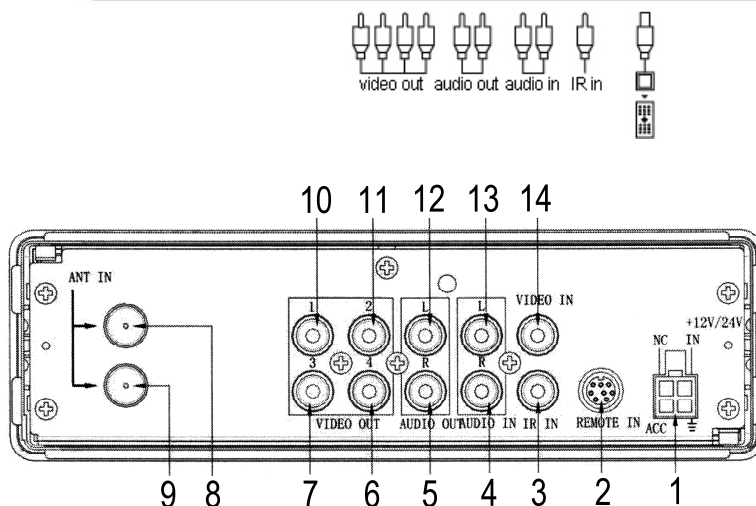 video out audio out audio in IR in
10 11 12 13 14
ANT IN
1 2 L L VIDEO IN
+12V/24V
3 4 R R NC IN
VIDEO OUT AUDIO OUT AUDIO IN IR IN REMOTE IN ACC
9 8 7 6 5 4 3 2 1